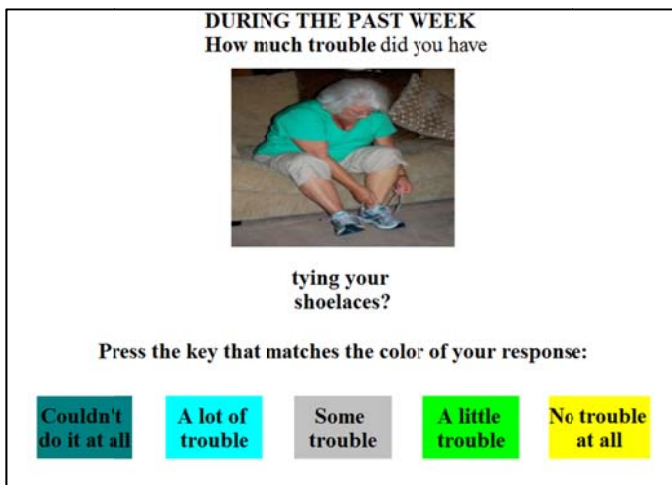 DURING THE PAST WEEK
How much trouble did you have
tying your
shoelaces?
Press the key that matches the color of your response:
Couldn't
do it at all
A lot of
trouble
Some
trouble
A little
trouble
No trouble
at all